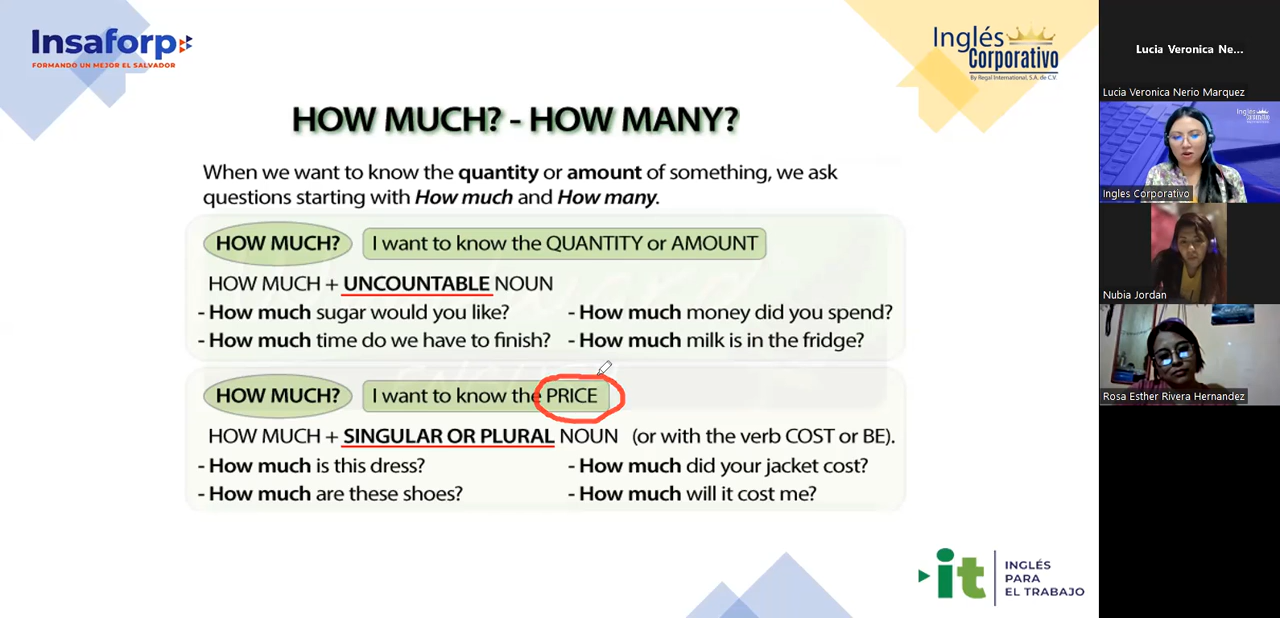 Insaforp
FORMANDO UN MEJOR EL SALVADOR
Inglés
Corporativo
By Regal International, S.A. de C.V.
HOW MUCH? - HOW MANY?
When we want to know the quantity or amount of something, we ask
questions starting with How much and How many.
HOW MUCH? I want to know the QUANTITY or AMOUNT
HOW MUCH + UNCOUNTABLE NOUN
- How much sugar would you like? - How much money did you spend?
- How much time do we have to finish? - How much milk is in the fridge?
HOW MUCH? I want to know the PRICE
HOW MUCH + SINGULAR OR PLURAL NOUN (or with the verb COST or BE).
- How much is this dress? - How much did your jacket cost?
- How much are these shoes? - How much will it cost me?
it
INGLÉS
PARA
EL TRABAJO
Lucia Veronica Ne...
Lucia Veronica Nerio Marquez
Inglés
Ingles Corporativo
Nubia Jordan
Rosa Esther Rivera Hernandez